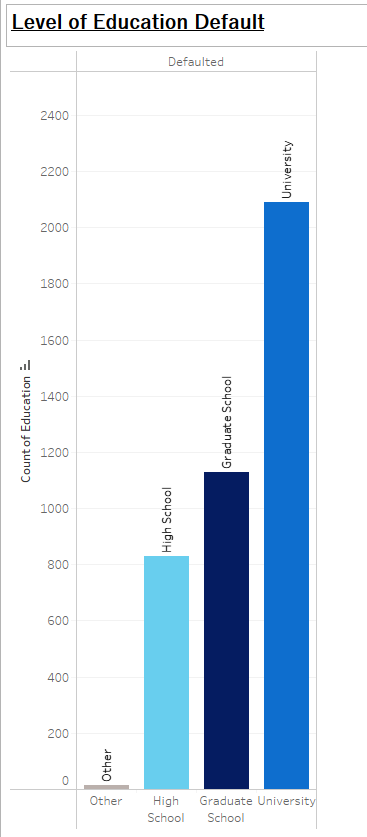 Level of Education Default
Defaulted
Count of Education
2400
2200
2000
1800
1600
1400
1200
1000
800
600
400
200
0
Other
High School
Graduate School
University
Other
High
School
Graduate
School
University